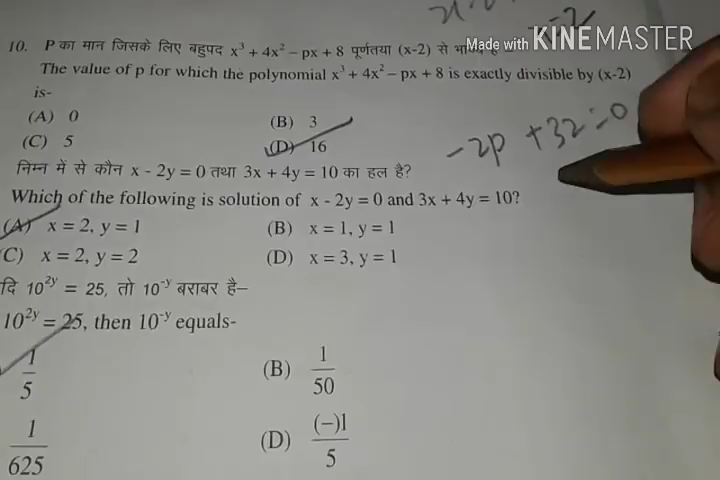 Made with KINEMASTER
x-2
10. P का मान जिसके लिए बहुपद x³ + 4x² – px + 8 पूर्णतया (x-2) से
The value of p for which the polynomial x³ + 4x² – px + 8 is exactly divisible by (x-2)
is-
(A) 0 (B) 3
(C) 5 (D) 16
-2p + 32 = 0
निम्न में से कौन x - 2y = 0 तथा 3x + 4y = 10 का हल है?
Which of the following is solution of x - 2y = 0 and 3x + 4y = 10?
(A) x = 2, y = 1 (B) x = 1, y = 1
C) x = 2, y = 2 (D) x = 3, y = 1
दि 10²ʸ = 25, तो 10⁻ʸ बराबर है–
10²ʸ = 25, then 10⁻ʸ equals-
1/5 (B) 1/50
1/625 (D) (-)1/5